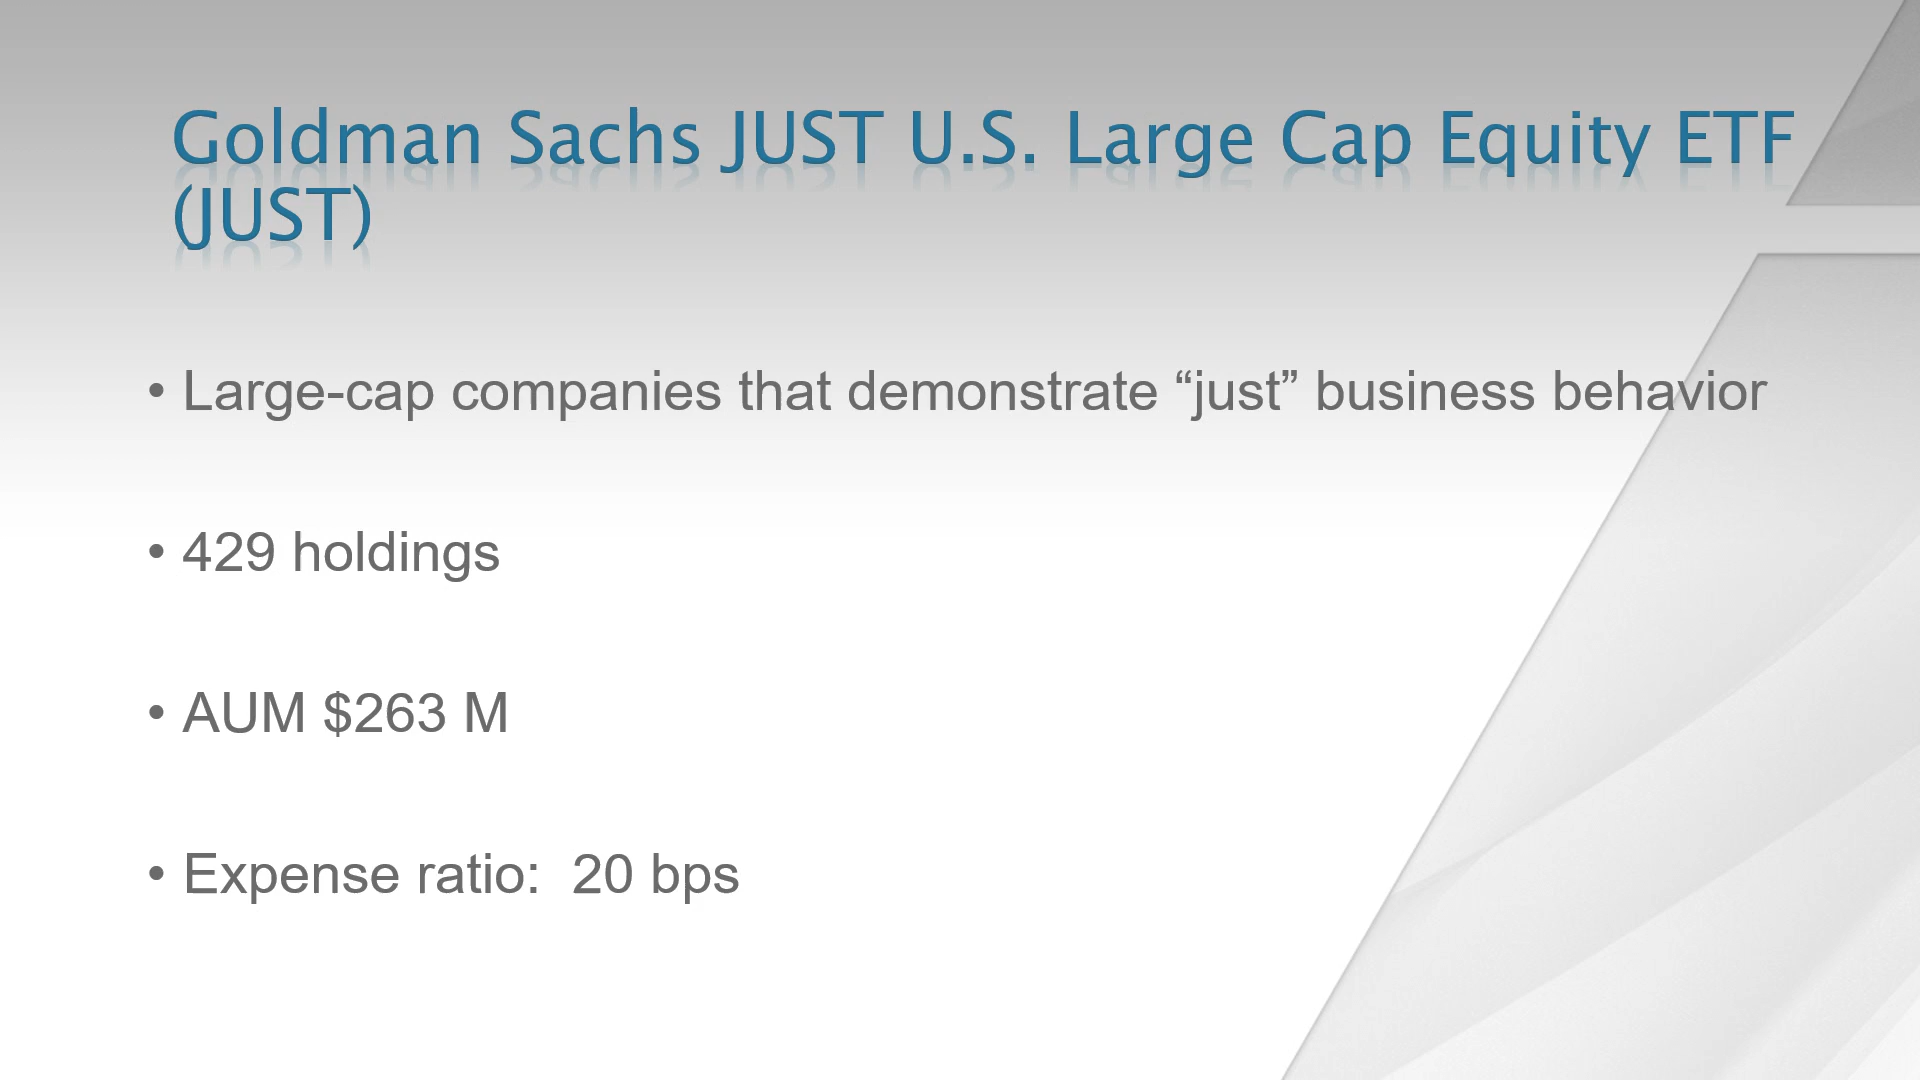 Goldman Sachs JUST U.S. Large Cap Equity ETF
(JUST)
• Large-cap companies that demonstrate “just” business behavior
• 429 holdings
• AUM $263 M
• Expense ratio:  20 bps